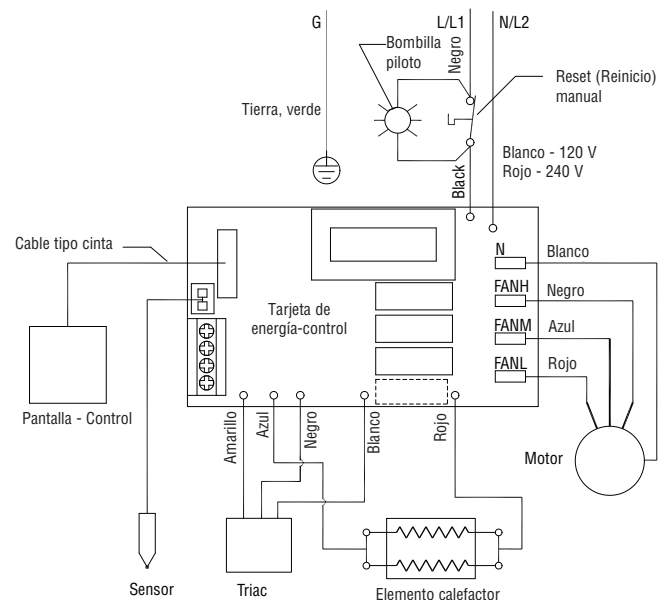 G
L/L1
N/L2
Bombilla
piloto
Negro
Reset (Reinicio)
manual
Tierra, verde
Blanco - 120 V
Rojo - 240 V
Black
Cable tipo cinta
N
Blanco
FANH
Negro
Tarjeta de
energía-control
FANM
Azul
FANL
Rojo
Pantalla - Control
Amarillo
Azul
Negro
Blanco
Rojo
Motor
Sensor
Triac
Elemento calefactor